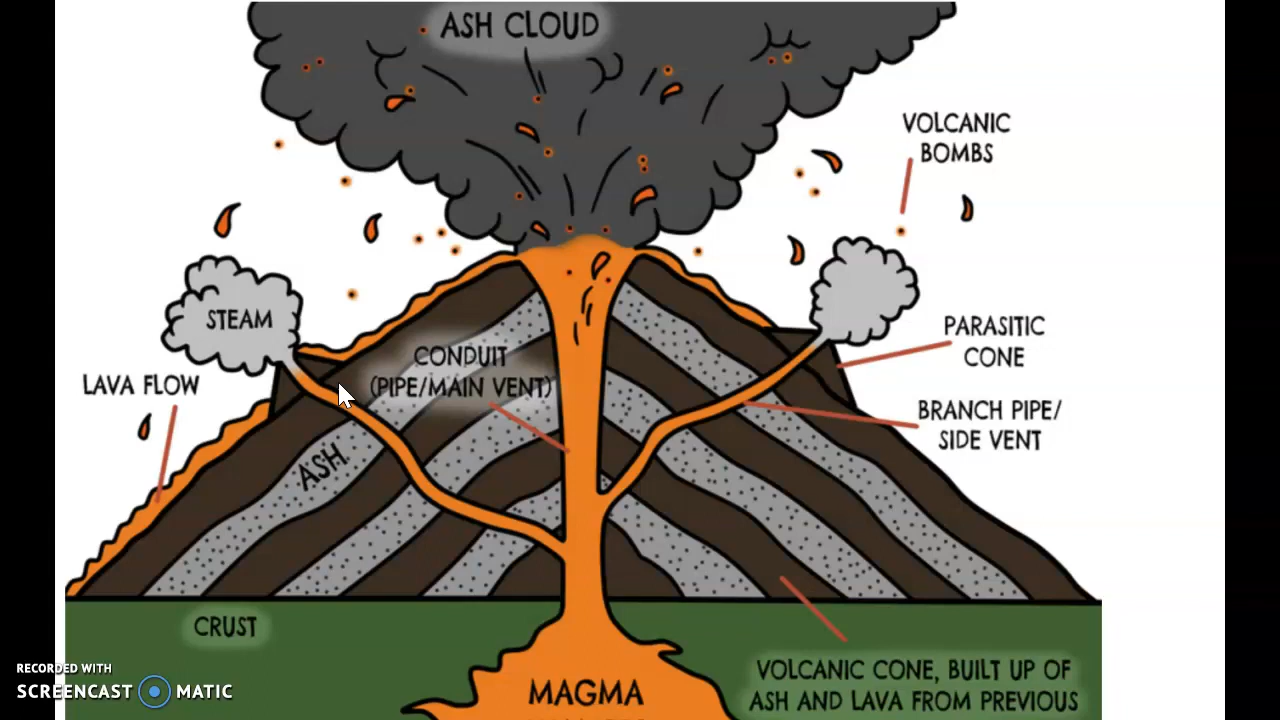 ASH CLOUD
VOLCANIC
BOMBS
STEAM
PARASITIC
CONE
CONDUIT
(PIPE/MAIN VENT)
LAVA FLOW
BRANCH PIPE/
SIDE VENT
ASH
CRUST
VOLCANIC CONE, BUILT UP OF
ASH AND LAVA FROM PREVIOUS
MAGMA
RECORDED WITH
SCREENCAST MATIC